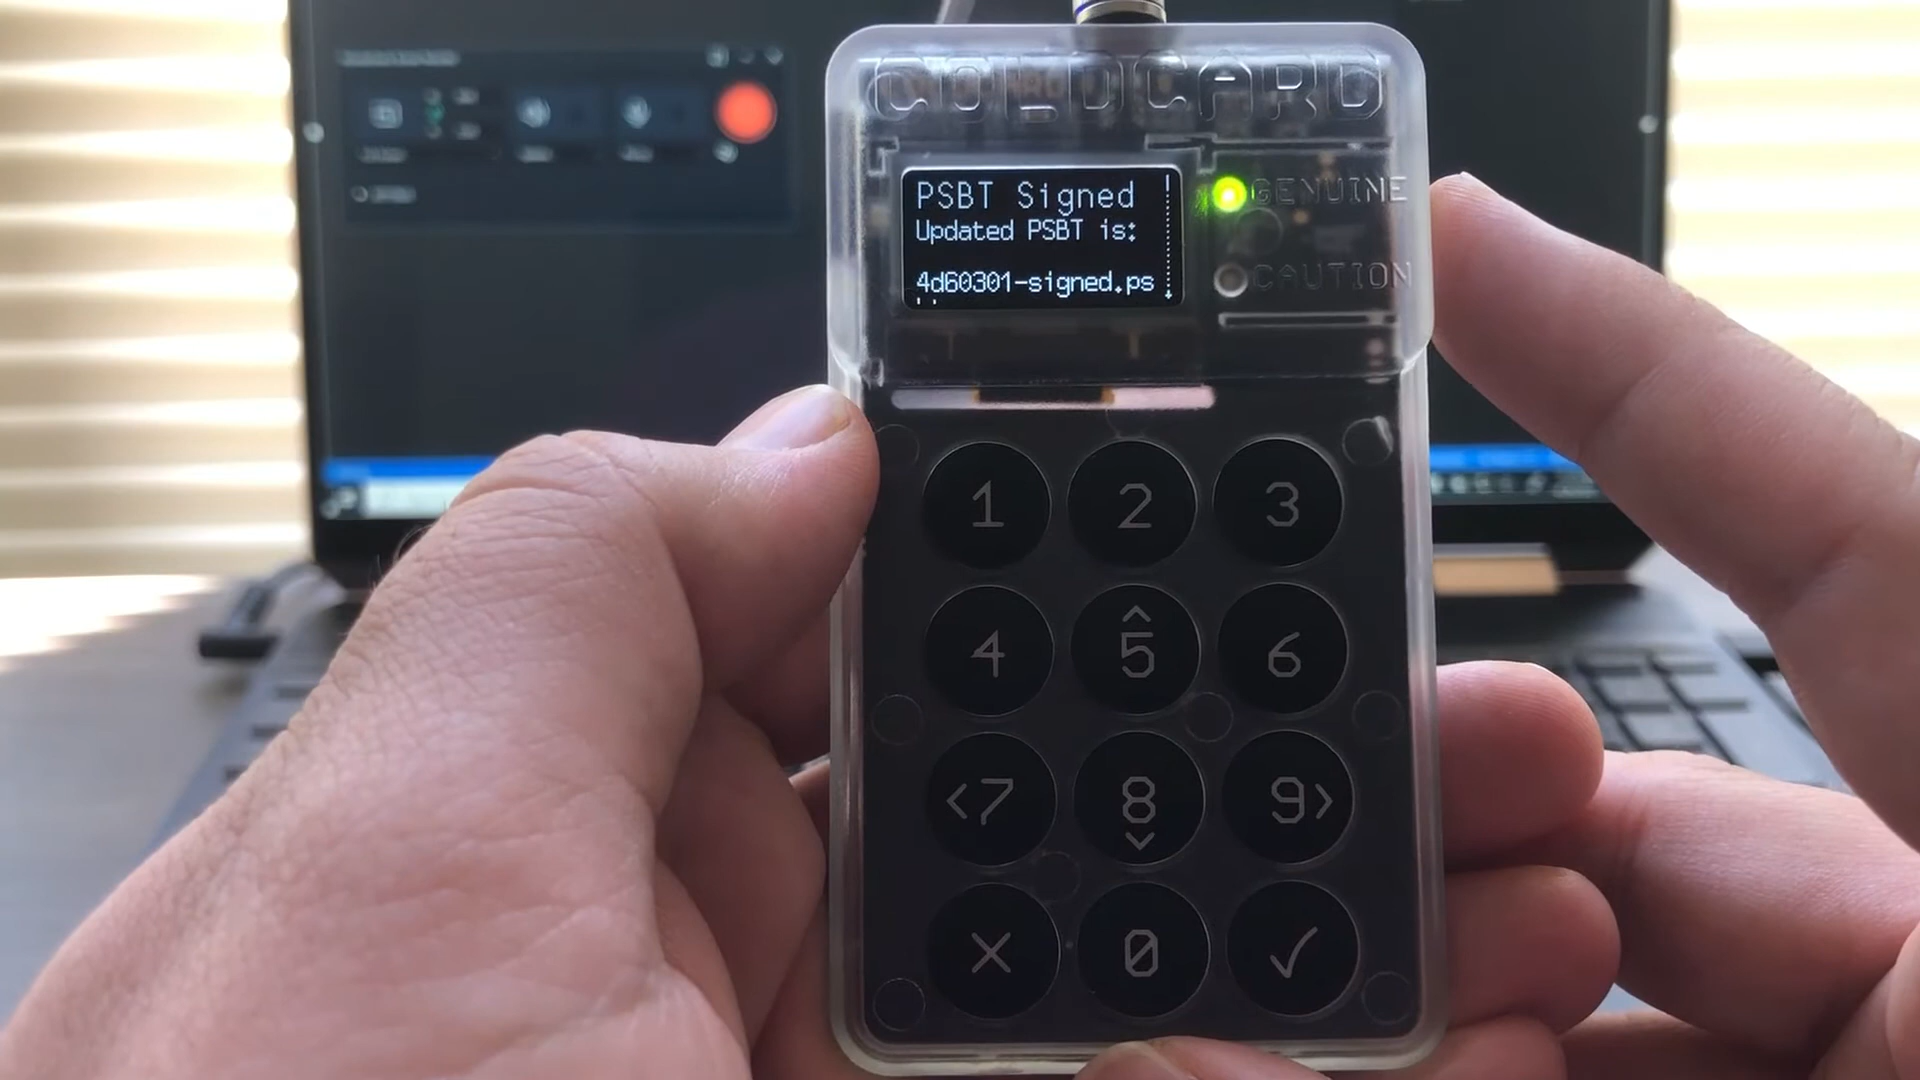 COLDCARD
PSBT Signed
Updated PSBT is:
4d60301-signed.ps
GENUINE
CAUTION
1 2 3
4 5 6
<7 8 9>
0